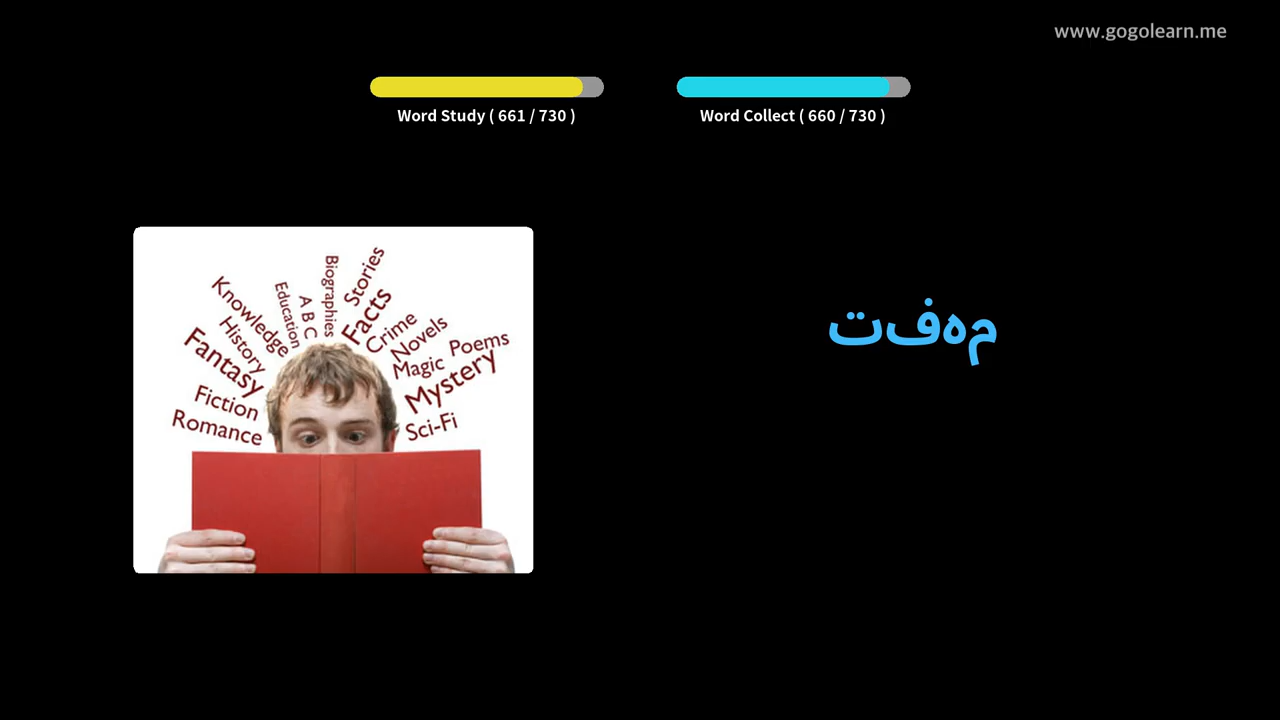 www.gogolearn.me
Word Study ( 661 / 730 )
Word Collect ( 660 / 730 )
Biographies
Stories
Education
A B C
Facts
Knowledge
Crime
History
Novels
Fantasy
Magic
Poems
Mystery
Fiction
Romance
Sci-Fi
مهفت